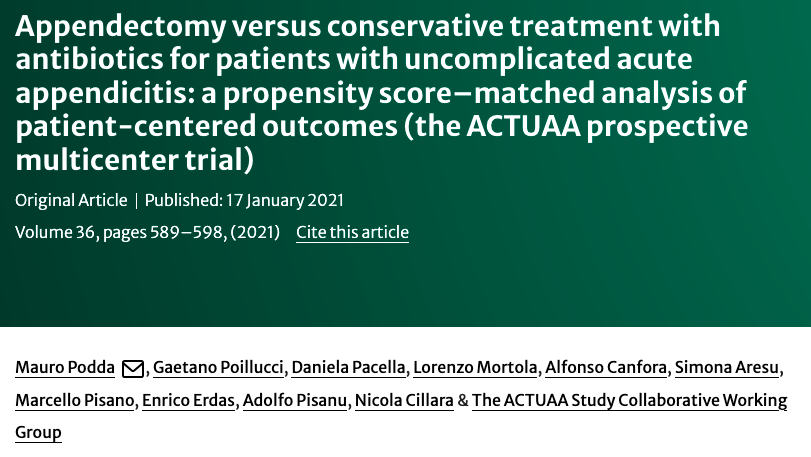 Appendectomy versus conservative treatment with
antibiotics for patients with uncomplicated acute
appendicitis: a propensity score–matched analysis of
patient-centered outcomes (the ACTUAA prospective
multicenter trial)
Original Article | Published: 17 January 2021
Volume 36, pages 589–598, (2021) Cite this article
Mauro Podda , Gaetano Poillucci, Daniela Pacella, Lorenzo Mortola, Alfonso Canfora, Simona Aresu,
Marcello Pisano, Enrico Erdas, Adolfo Pisanu, Nicola Cillara & The ACTUAA Study Collaborative Working
Group